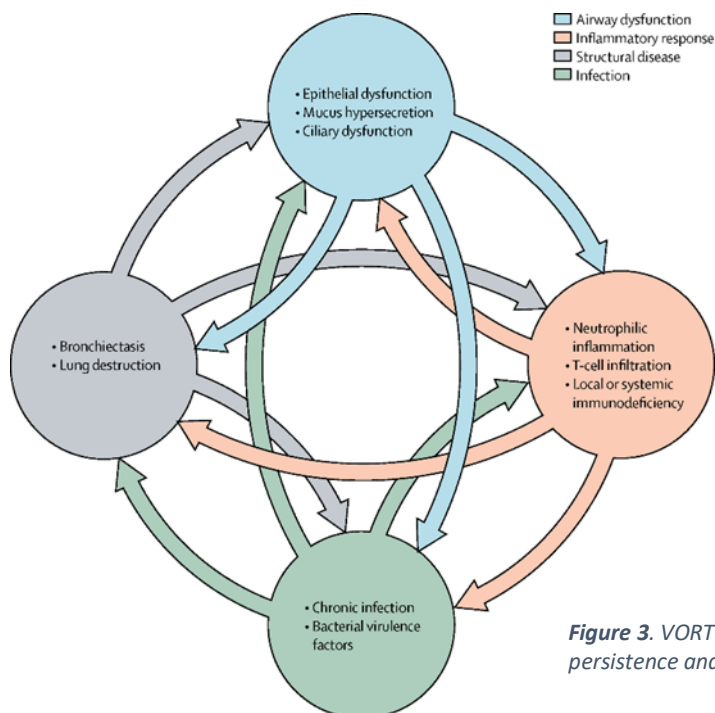 Airway dysfunction
Inflammatory response
Structural disease
Infection
• Epithelial dysfunction
• Mucus hypersecretion
• Ciliary dysfunction
• Bronchiectasis
• Lung destruction
• Neutrophilic
inflammation
• T-cell infiltration
• Local or systemic
immunodeficiency
• Chronic infection
• Bacterial virulence
factors
Figure 3. VORT
persistence and